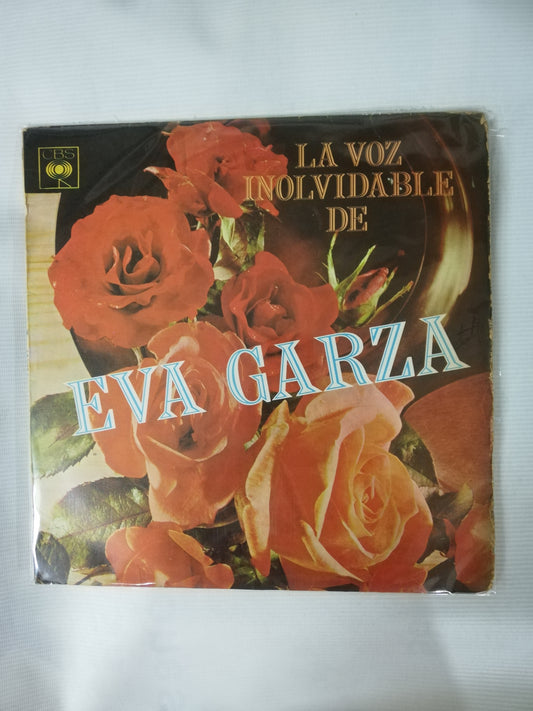 CBS
LA VOZ
INOLVIDABLE
DE
EVA GARZA